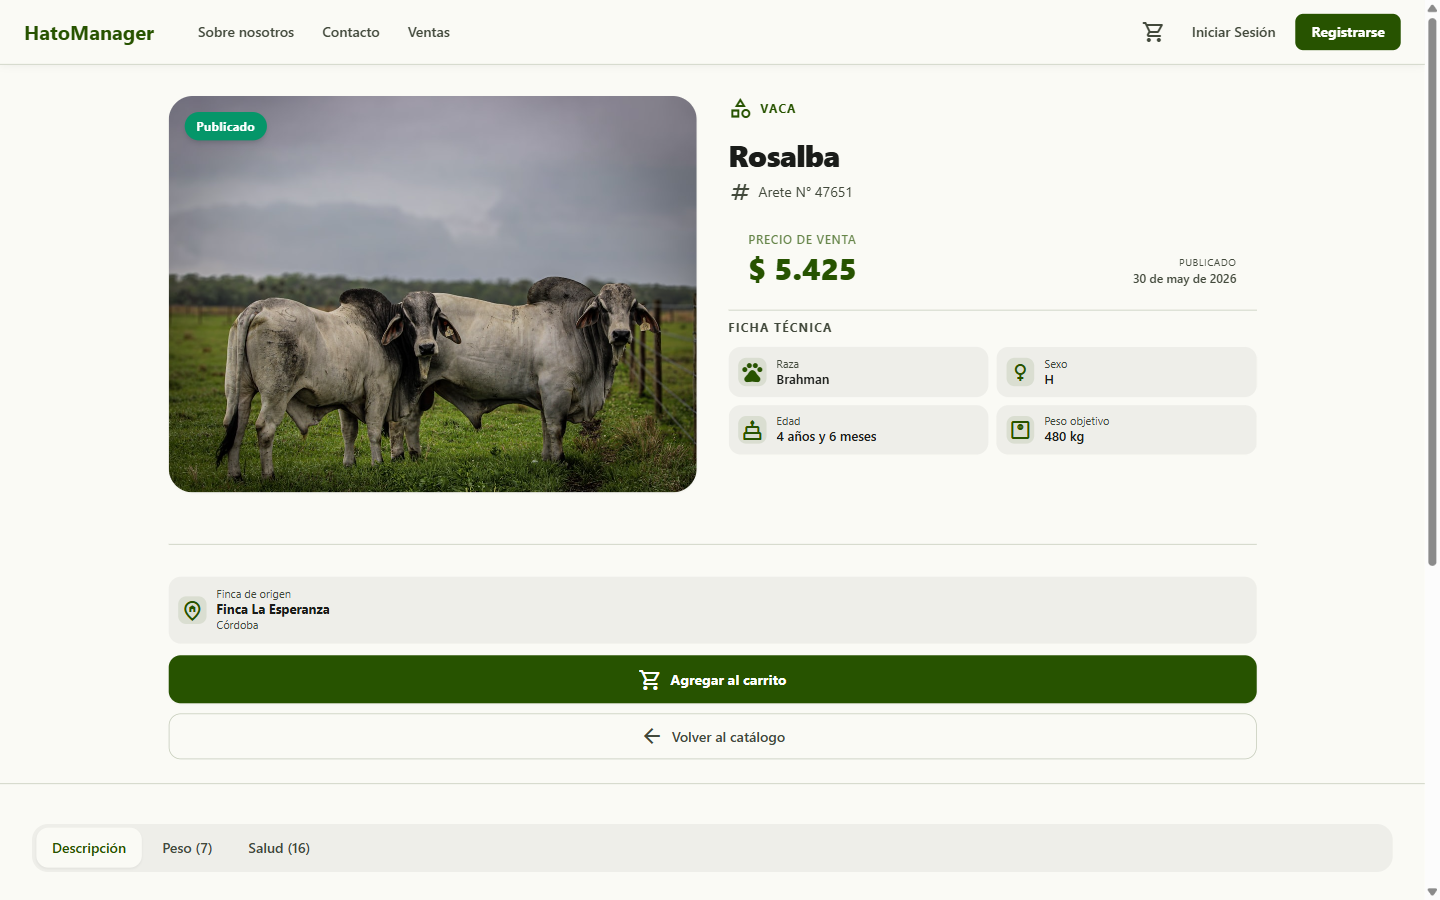 HatoManager
Sobre nosotros
Contacto
Ventas
Iniciar Sesión
Registrarse
Publicado
VACA
Rosalba
Arete N° 47651
PRECIO DE VENTA
$ 5.425
PUBLICADO
30 de may de 2026
FICHA TÉCNICA
Raza
Brahman
Sexo
H
Edad
4 años y 6 meses
Peso objetivo
480 kg
Finca de origen
Finca La Esperanza
Córdoba
Agregar al carrito
Volver al catálogo
Descripción
Peso (7)
Salud (16)